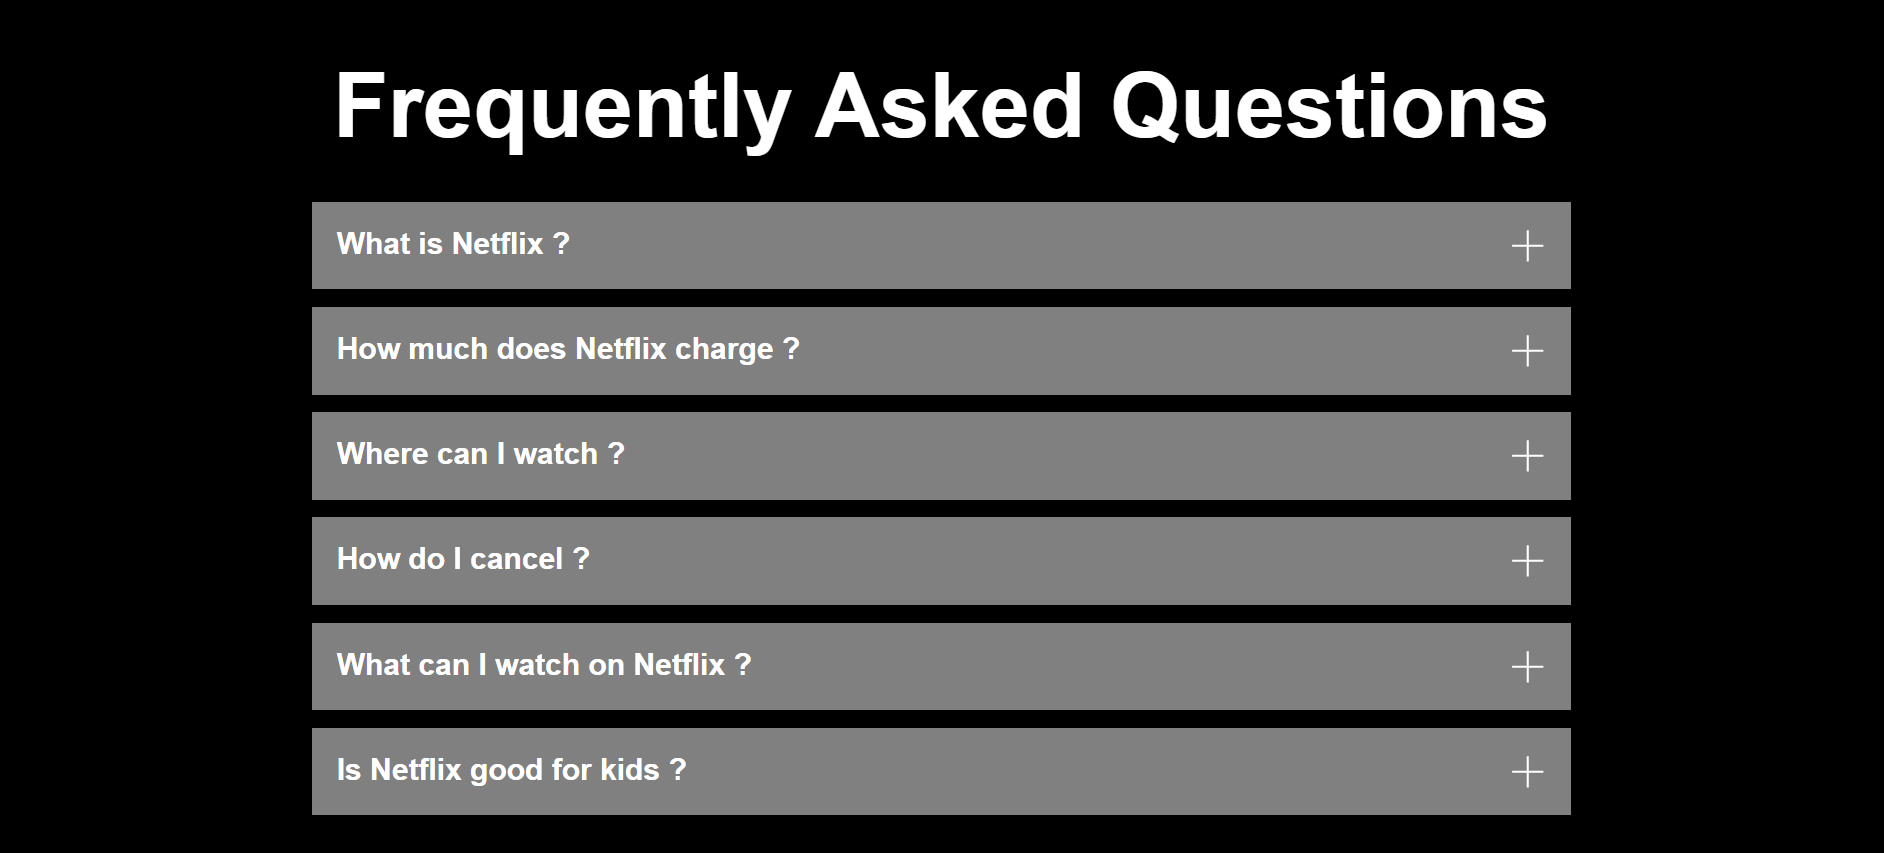 Frequently Asked Questions
What is Netflix ?
How much does Netflix charge ?
Where can I watch ?
How do I cancel ?
What can I watch on Netflix ?
Is Netflix good for kids ?